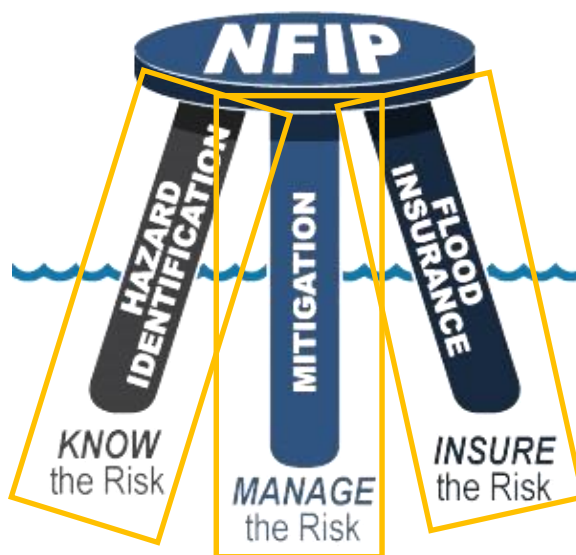 NFIP
HAZARD
IDENTIFICATION
KNOW
the Risk
MITIGATION
MANAGE
the Risk
FLOOD
INSURANCE
INSURE
the Risk